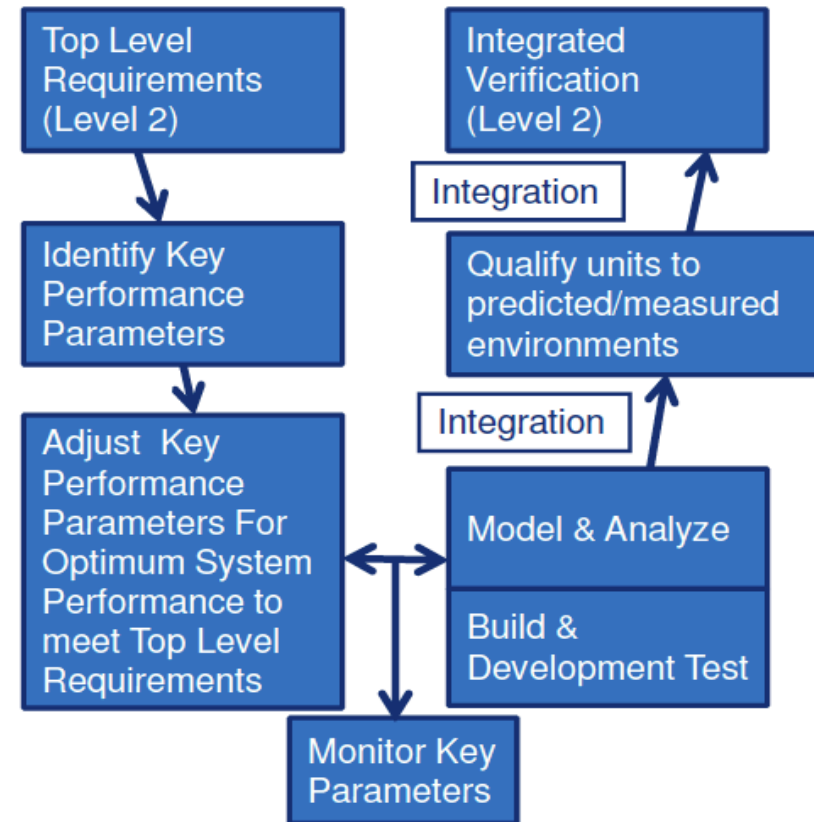 Top Level
Requirements
(Level 2)
Identify Key
Performance
Parameters
Adjust Key
Performance
Parameters For
Optimum System
Performance to
meet Top Level
Requirements
Monitor Key
Parameters
Model & Analyze
Build &
Development Test
Integration
Qualify units to
predicted/measured
environments
Integration
Integrated
Verification
(Level 2)